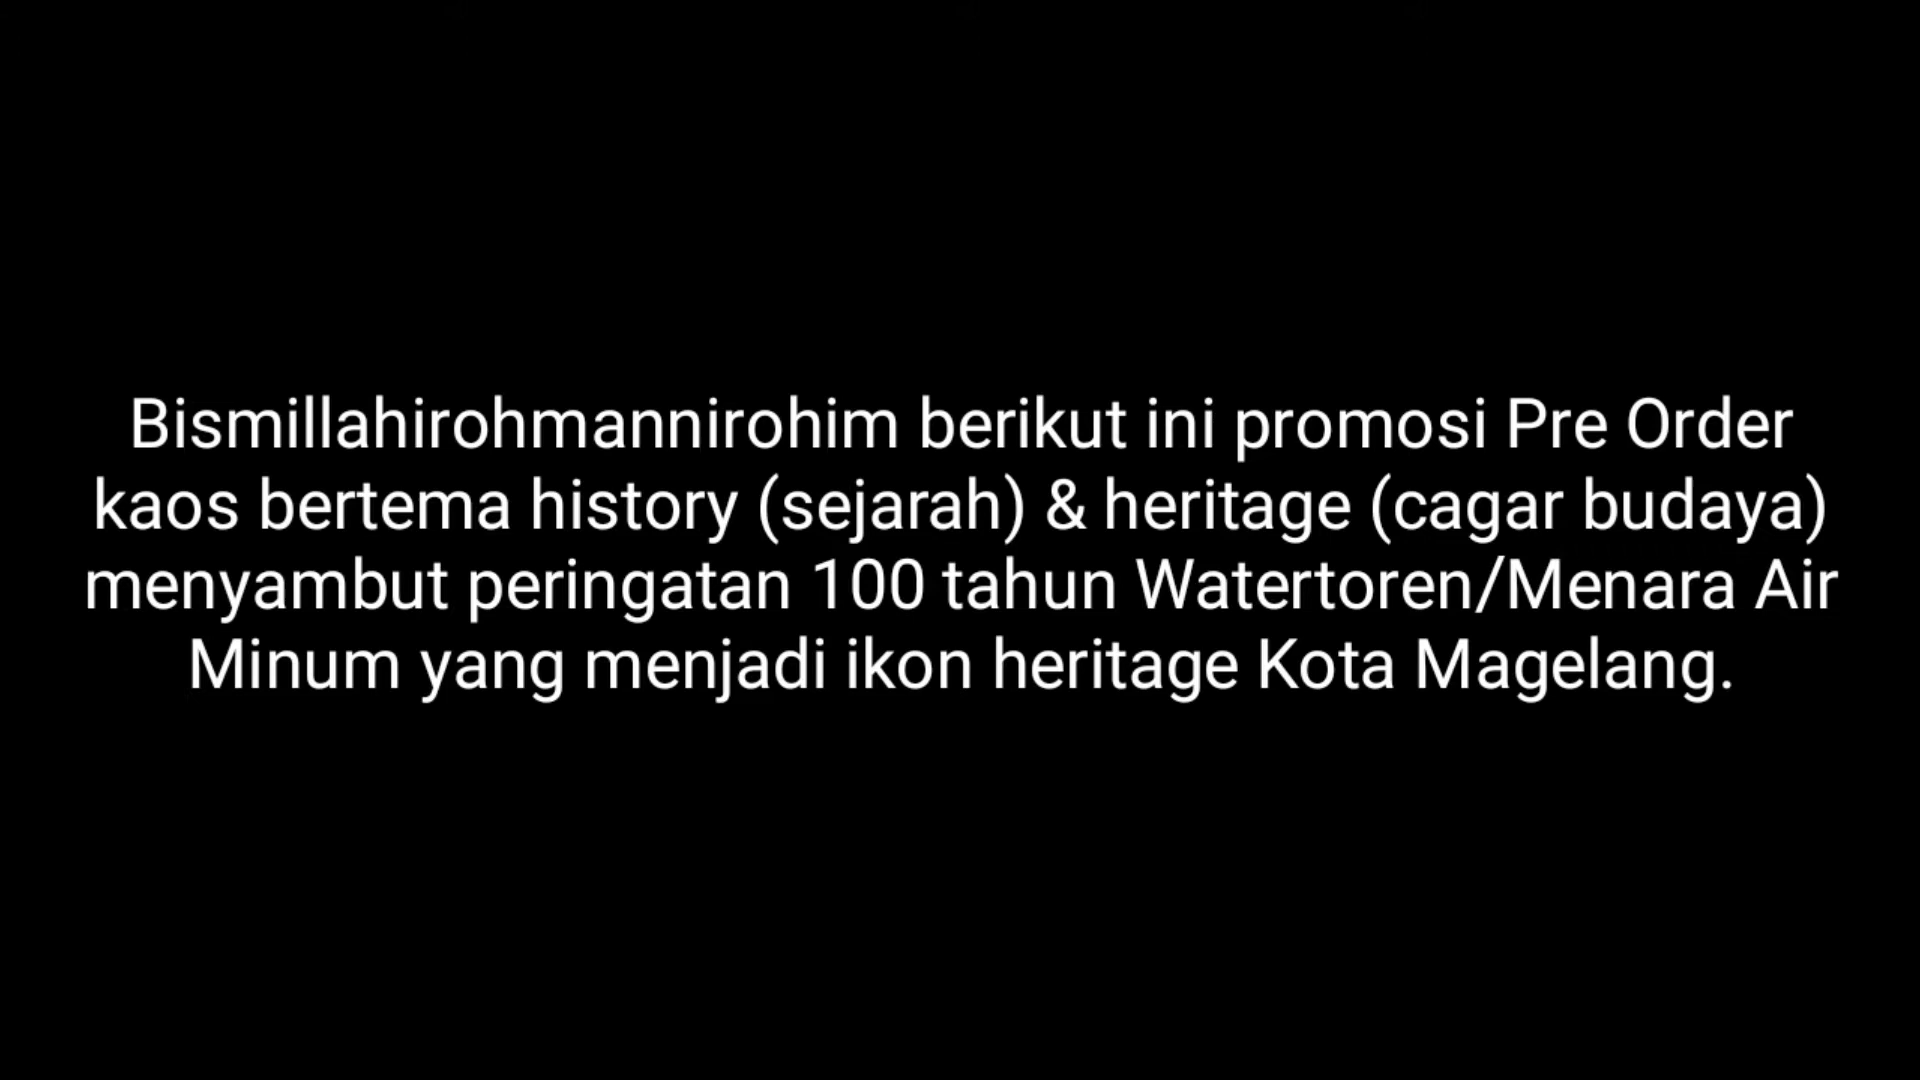 Bismillahirohmannirohim berikut ini promosi Pre Order
kaos bertema history (sejarah) & heritage (cagar budaya)
menyambut peringatan 100 tahun Watertoren/Menara Air
Minum yang menjadi ikon heritage Kota Magelang.